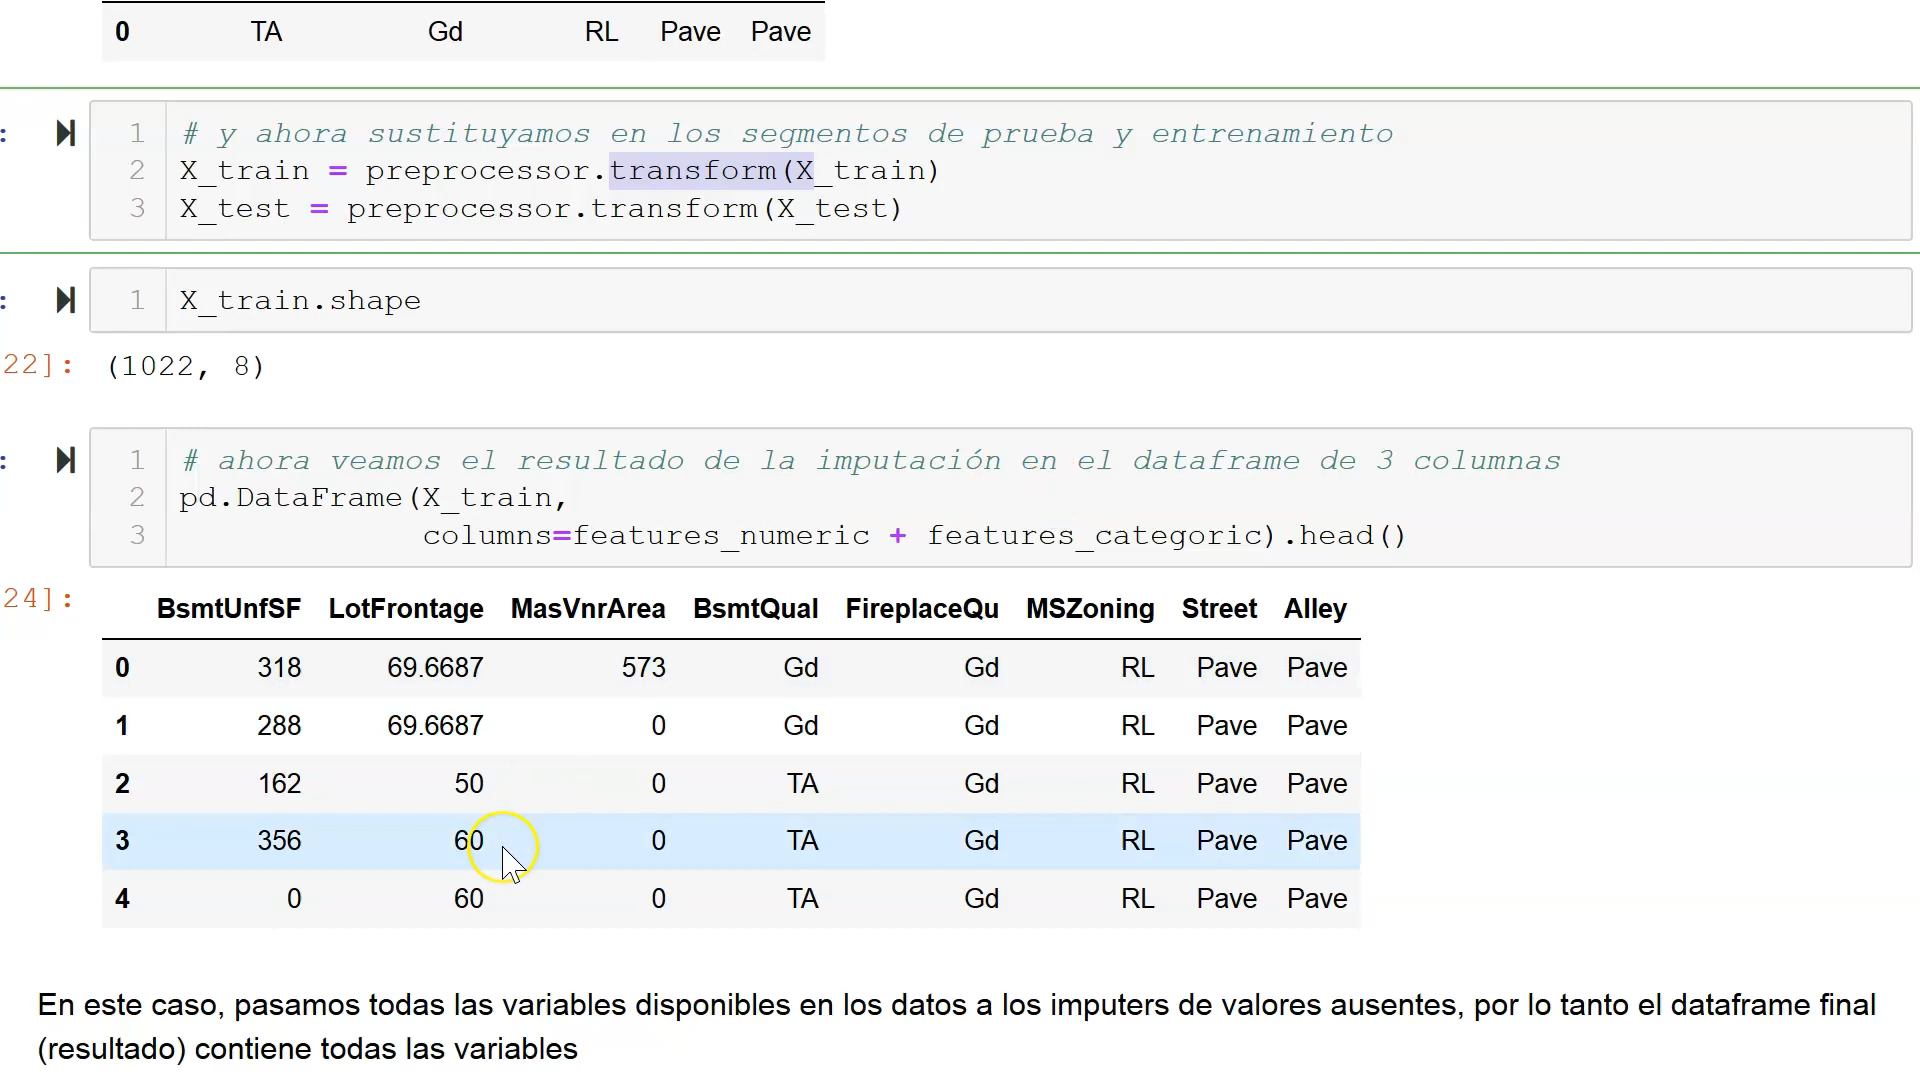 0 TA Gd RL Pave Pave
: 1 # y ahora sustituyamos en los segmentos de prueba y entrenamiento
2 X_train = preprocessor.transform(X_train)
3 X_test = preprocessor.transform(X_test)
: 1 X_train.shape
22]: (1022, 8)
: 1 # ahora veamos el resultado de la imputación en el dataframe de 3 columnas
2 pd.DataFrame(X_train,
3 columns=features_numeric + features_categoric).head()
24]:
BsmtUnfSF LotFrontage MasVnrArea BsmtQual FireplaceQu MSZoning Street Alley
0 318 69.6687 573 Gd Gd RL Pave Pave
1 288 69.6687 0 Gd Gd RL Pave Pave
2 162 50 0 TA Gd RL Pave Pave
3 356 60 0 TA Gd RL Pave Pave
4 0 60 0 TA Gd RL Pave Pave
En este caso, pasamos todas las variables disponibles en los datos a los imputers de valores ausentes, por lo tanto el dataframe final
(resultado) contiene todas las variables